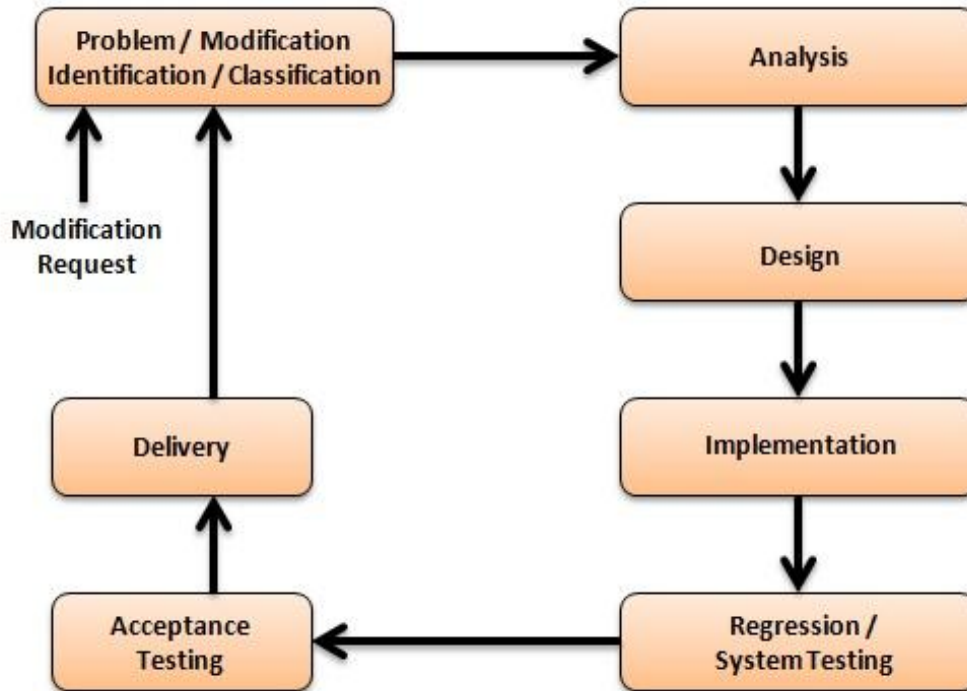 Problem / Modification
Identification / Classification
Analysis
Modification
Request
Design
Delivery
Implementation
Acceptance
Testing
Regression /
System Testing